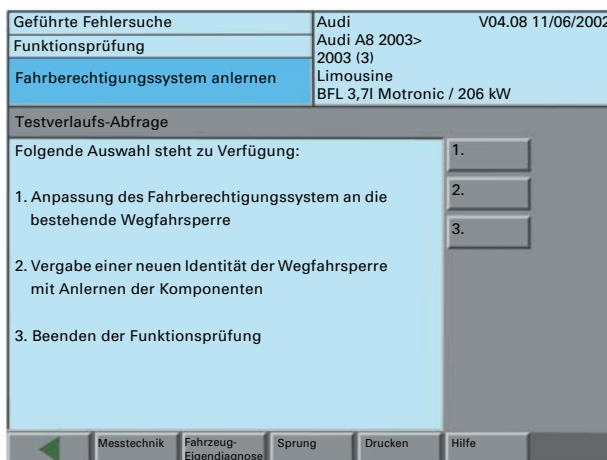 Geführte Fehlersuche
Funktionsprüfung
Fahrberechtigungssystem anlernen
Audi V04.08 11/06/2002
Audi A8 2003>
2003 (3)
Limousine
BFL 3,7l Motronic / 206 kW
Testverlaufs-Abfrage
Folgende Auswahl steht zu Verfügung:
1. Anpassung des Fahrberechtigungssystem an die
bestehende Wegfahrsperre
2. Vergabe einer neuen Identität der Wegfahrsperre
mit Anlernen der Komponenten
3. Beenden der Funktionsprüfung
1.
2.
3.
Messtechnik
Fahrzeug-
Eigendiagnose
Sprung
Drucken
Hilfe